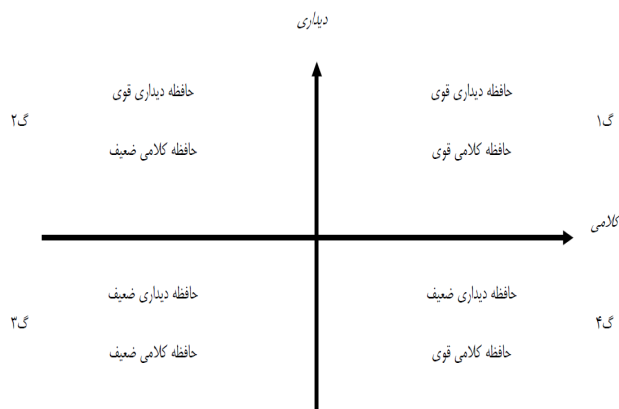 دیداری
حافظه دیداری قوی
حافظه کلامی قوی
گ۱
حافظه دیداری قوی
حافظه کلامی ضعیف
گ۲
کلامی
حافظه دیداری ضعیف
حافظه کلامی قوی
گ۴
حافظه دیداری ضعیف
حافظه کلامی ضعیف
گ۳